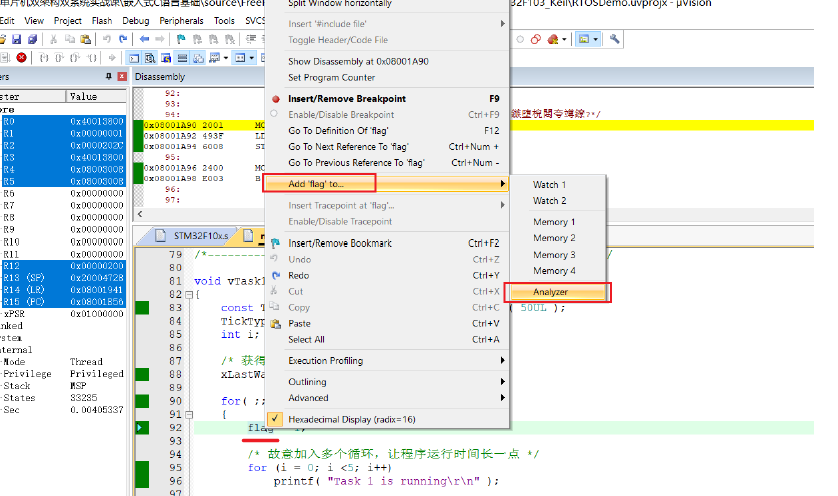 单片机双架构双系统实战课\嵌入式C语言基础\source\Free
32F103_Keil\RTOSDemo.uvprojx - µVision
Edit View Project Flash Debug Peripherals Tools SVCS
Split Window horizontally
Insert '#include file'
Toggle Header/Code File
Show Disassembly at 0x08001A90
Set Program Counter
Insert/Remove Breakpoint F9
Enable/Disable Breakpoint Ctrl+F9
Go To Definition Of 'flag' F12
Go To Next Reference To 'flag' Ctrl+Num +
Go To Previous Reference To 'flag' Ctrl+Num -
Add 'flag' to...
Insert Tracepoint at 'flag'...
Enable/Disable Tracepoint
Insert/Remove Bookmark Ctrl+F2
Undo Ctrl+Z
Redo Ctrl+Y
Cut Ctrl+X
Copy Ctrl+C
Paste Ctrl+V
Select All Ctrl+A
Execution Profiling
Outlining
Advanced
Hexadecimal Display (radix=16)
Watch 1
Watch 2
Memory 1
Memory 2
Memory 3
Memory 4
Analyzer
ers
ster Value
ore
R0 0x40013800
R1 0x00000001
R2 0x2000202C
R3 0x40013800
R4 0x08003008
R5 0x08003008
R6 0x00000000
R7 0x00000000
R8 0x00000000
R9 0x00000000
R10 0x00000000
R11 0x00000000
R12 0x00000200
R13 (SP) 0x20004728
R14 (LR) 0x08001941
R15 (PC) 0x08001B56
xPSR 0x01000000
nked
stem
nternal
Mode Thread
Privilege Privileged
Stack MSP
States 33235
Sec 0.00405337
Disassembly
92:
93:
94:
0x08001A90 2001 MO
0x08001A92 493F LD
0x08001A94 6008 ST
95:
0x08001A96 2400 MO
0x08001A98 E003 B
96:
97:
STM32F10x.s
79 /*----------
80
81 void vTask1
82 {
83 const T ( 50UL );
84 TickTyp
85 int i;
86
87 /* 获得
88 xLastWa
89
90 for( ;;
91 {
92 flag = 1;
93
94 /* 故意加入多个循环，让程序运行时间长一点 */
95 for (i = 0; i <5; i++)
96 printf( "Task 1 is running\r\n" );
97